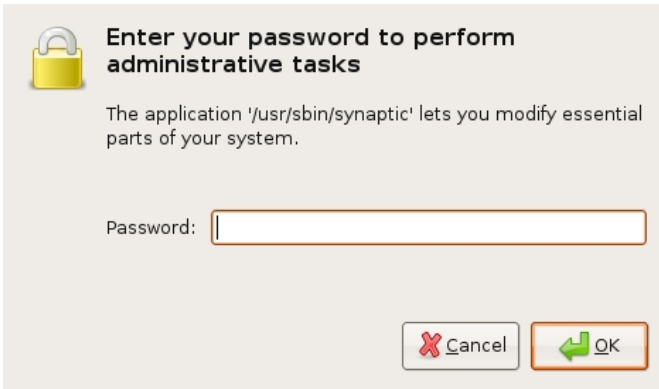 Enter your password to perform
administrative tasks
The application '/usr/sbin/synaptic' lets you modify essential
parts of your system.
Password:
Cancel
OK